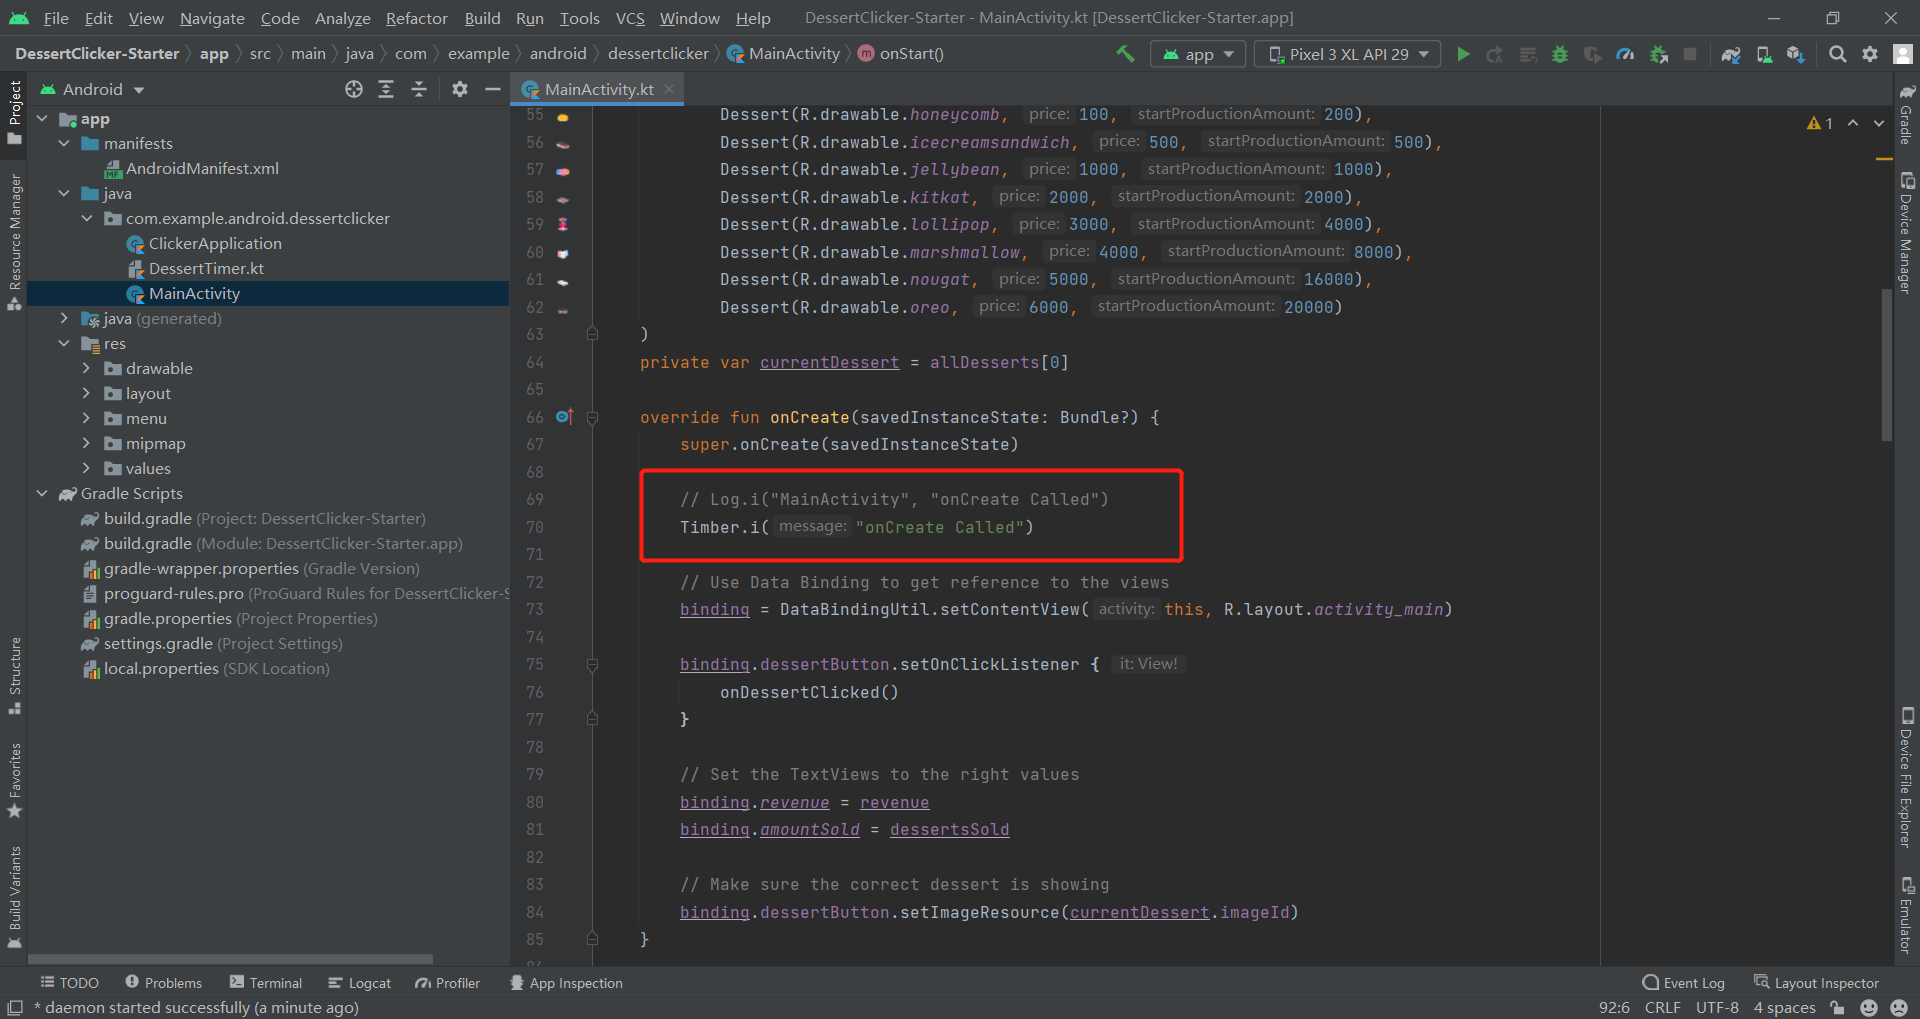 File Edit View Navigate Code Analyze Refactor Build Run Tools VCS Window Help DessertClicker-Starter - MainActivity.kt [DessertClicker-Starter.app]
DessertClicker-Starter app src main java com example android dessertclicker MainActivity m onStart() app Pixel 3 XL API 29
Project
Resource Manager
Structure
Favorites
Build Variants
Android
app
manifests
MF AndroidManifest.xml
java
com.example.android.dessertclicker
ClickerApplication
DessertTimer.kt
MainActivity
java (generated)
res
drawable
layout
menu
mipmap
values
Gradle Scripts
build.gradle (Project: DessertClicker-Starter)
build.gradle (Module: DessertClicker-Starter.app)
gradle-wrapper.properties (Gradle Version)
proguard-rules.pro (ProGuard Rules for DessertClicker-S
gradle.properties (Project Properties)
settings.gradle (Project Settings)
local.properties (SDK Location)
MainActivity.kt
1
55 Dessert(R.drawable.honeycomb, price: 100, startProductionAmount: 200),
56 Dessert(R.drawable.icecreamsandwich, price: 500, startProductionAmount: 500),
57 Dessert(R.drawable.jellybean, price: 1000, startProductionAmount: 1000),
58 Dessert(R.drawable.kitkat, price: 2000, startProductionAmount: 2000),
59 Dessert(R.drawable.lollipop, price: 3000, startProductionAmount: 4000),
60 Dessert(R.drawable.marshmallow, price: 4000, startProductionAmount: 8000),
61 Dessert(R.drawable.nougat, price: 5000, startProductionAmount: 16000),
62 Dessert(R.drawable.oreo, price: 6000, startProductionAmount: 20000)
63 )
64 private var currentDessert = allDesserts[0]
65
66 override fun onCreate(savedInstanceState: Bundle?) {
67 super.onCreate(savedInstanceState)
68
69 // Log.i("MainActivity", "onCreate Called")
70 Timber.i( message: "onCreate Called")
71
72 // Use Data Binding to get reference to the views
73 binding = DataBindingUtil.setContentView( activity: this, R.layout.activity_main)
74
75 binding.dessertButton.setOnClickListener { it: View!
76 onDessertClicked()
77 }
78
79 // Set the TextViews to the right values
80 binding.revenue = revenue
81 binding.amountSold = dessertsSold
82
83 // Make sure the correct dessert is showing
84 binding.dessertButton.setImageResource(currentDessert.imageId)
85 }
Gradle
Device Manager
Device File Explorer
Emulator
TODO Problems Terminal Logcat Profiler App Inspection Event Log Layout Inspector
* daemon started successfully (a minute ago) 92:6 CRLF UTF-8 4 spaces